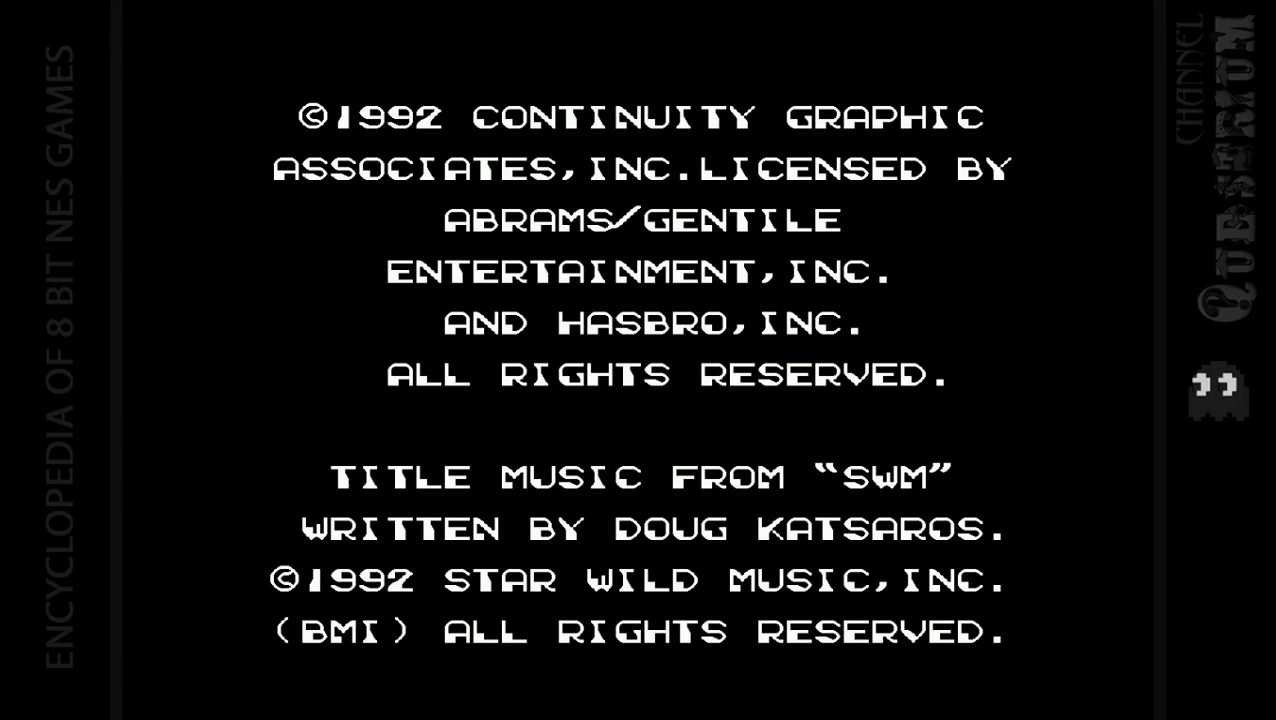 ©1992 CONTINUITY GRAPHIC
ASSOCIATES,INC.LICENSED BY
ABRAMS/GENTILE
ENTERTAINMENT,INC.
AND HASBRO,INC.
ALL RIGHTS RESERVED.
TITLE MUSIC FROM “SWM”
WRITTEN BY DOUG KATSAROS.
©1992 STAR WILD MUSIC,INC.
(BMI) ALL RIGHTS RESERVED.
ENCYCLOPEDIA OF 8 BIT NES GAMES
CHANNEL
QUESTRIUM